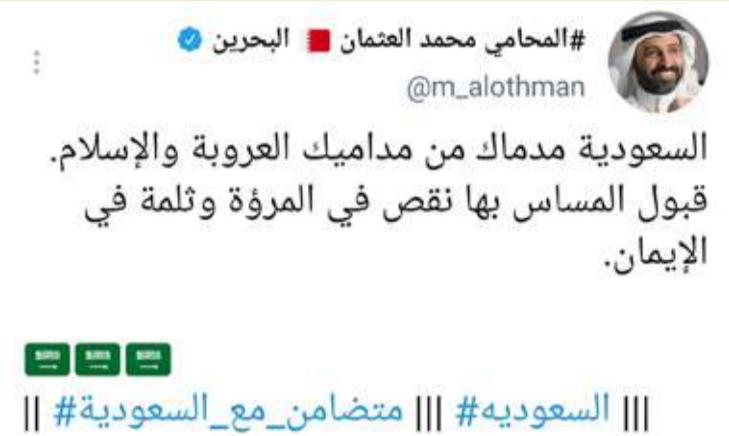 #المحامي محمد العثمان 🇧🇭 البحرين
@m_alothman
السعودية مدماك من مداميك العروبة والإسلام.
قبول المساس بها نقص في المرؤة وثلمة في
الإيمان.
🇸🇦🇸🇦🇸🇦
||| السعوديه# ||| متضامن_مع_السعودية# ||